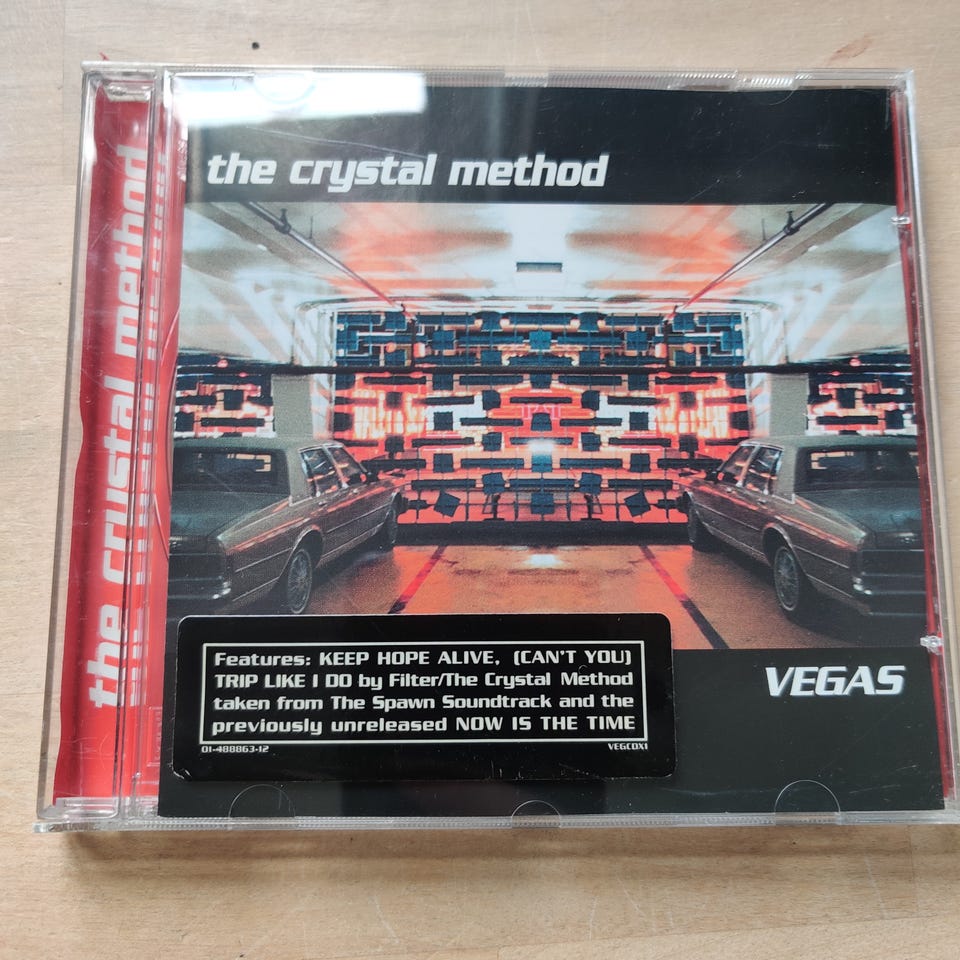 the crystal method
the crystal method
VEGAS
Features: KEEP HOPE ALIVE, (CAN'T YOU)
TRIP LIKE I DO by Filter/The Crystal Method
taken from The Spawn Soundtrack and the
previously unreleased NOW IS THE TIME
01-488863-12 VEGCDX1